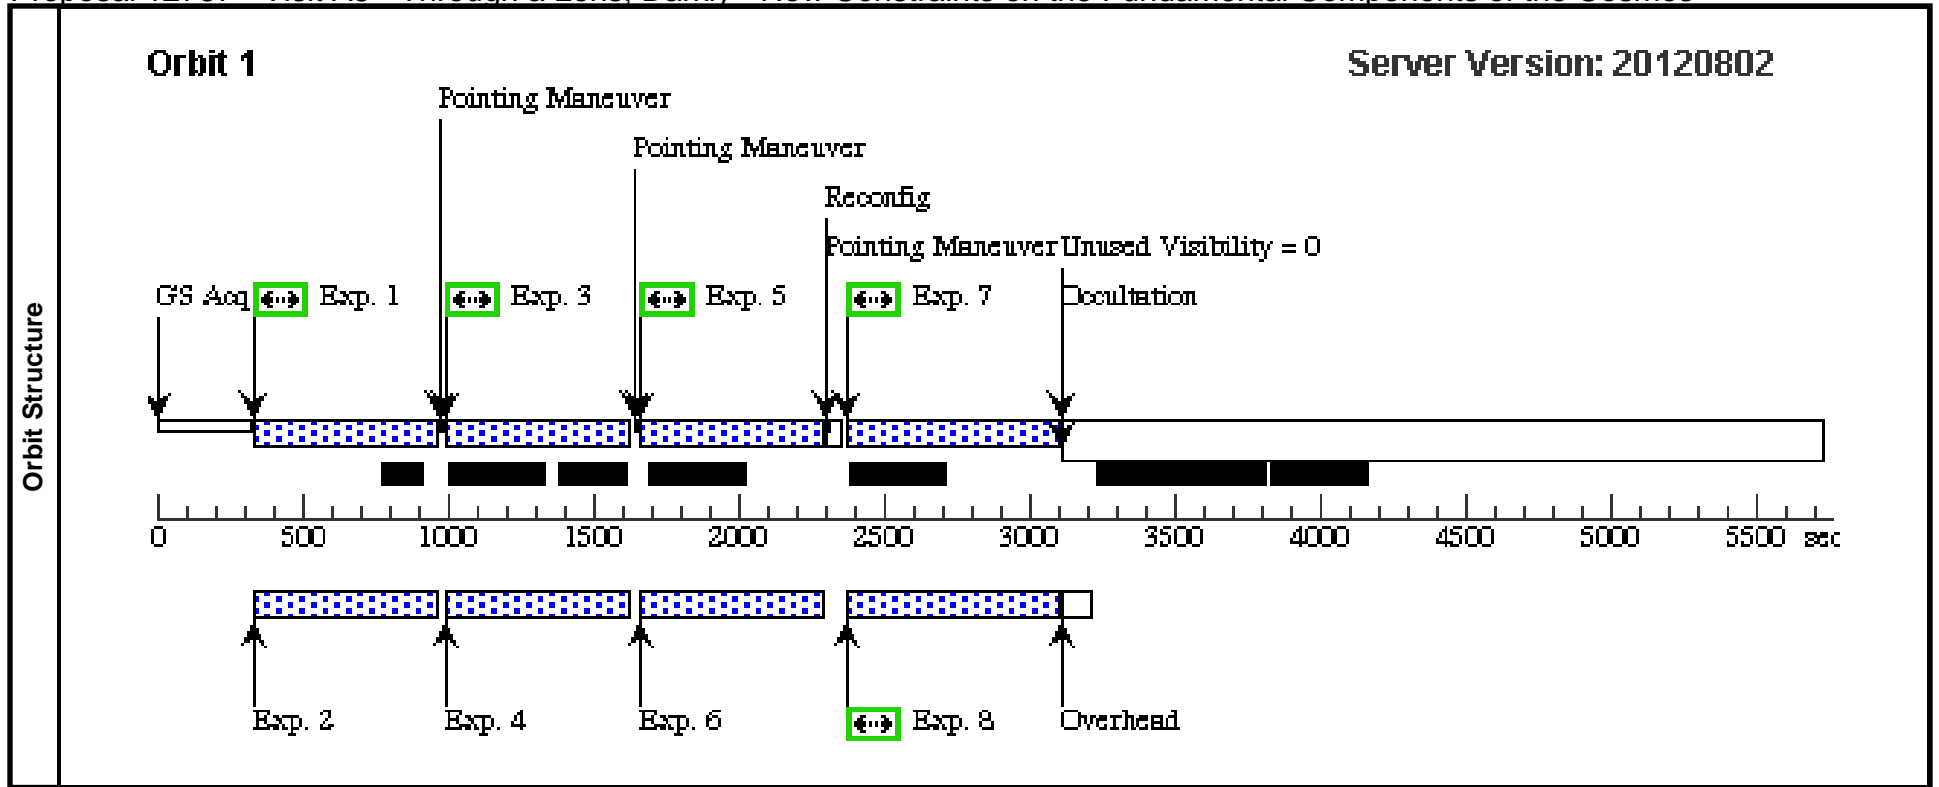 Orbit Structure
Orbit 1
Server Version: 20120802
Pointing Maneuver
Pointing Maneuver
Reconfig
Pointing Maneuver Unused Visibility = 0
GS Acq Exp. 1 Exp. 3 Exp. 5 Exp. 7 Occultation
0 500 1000 1500 2000 2500 3000 3500 4000 4500 5000 5500 sec
Exp. 2 Exp. 4 Exp. 6 Exp. 8 Overhead